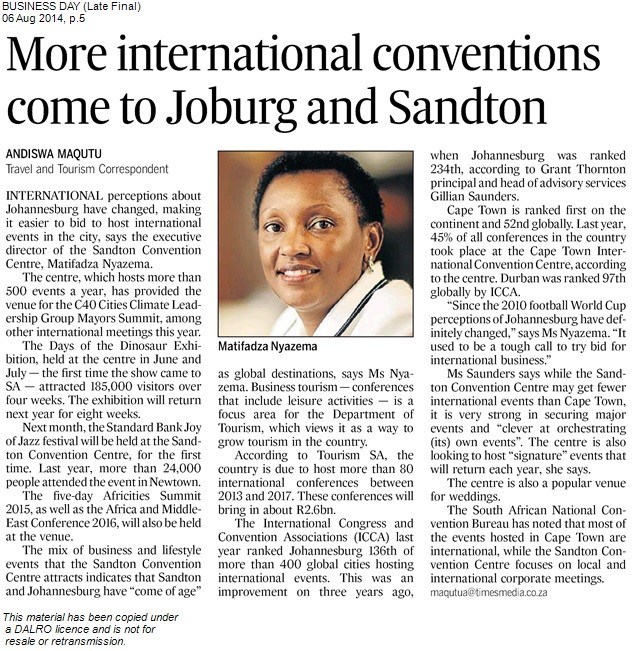 BUSINESS DAY (Late Final)
06 Aug 2014, p.5
More international conventions
come to Joburg and Sandton
ANDISWA MAQUTU
Travel and Tourism Correspondent
INTERNATIONAL perceptions about
Johannesburg have changed, making
it easier to bid to host international
events in the city, says the executive
director of the Sandton Convention
Centre, Matifadza Nyazema.
The centre, which hosts more than
500 events a year, has provided the
venue for the C40 Cities Climate Lead-
ership Group Mayors Summit, among
other international meetings this year.
The Days of the Dinosaur Exhi-
bition, held at the centre in June and
July — the first time the show came to
SA — attracted 185,000 visitors over
four weeks. The exhibition will return
next year for eight weeks.
Next month, the Standard Bank Joy
of Jazz festival will be held at the Sand-
ton Convention Centre, for the first
time. Last year, more than 24,000
people attended the event in Newtown.
The five-day Africities Summit
2015, as well as the Africa and Middle-
East Conference 2016, will also be held
at the venue.
The mix of business and lifestyle
events that the Sandton Convention
Centre attracts indicates that Sandton
and Johannesburg have “come of age”
Matifadza Nyazema
as global destinations, says Ms Nya-
zema. Business tourism — conferences
that include leisure activities — is a
focus area for the Department of
Tourism, which views it as a way to
grow tourism in the country.
According to Tourism SA, the
country is due to host more than 80
international conferences between
2013 and 2017. These conferences will
bring in about R2.6bn.
The International Congress and
Convention Associations (ICCA) last
year ranked Johannesburg 136th of
more than 400 global cities hosting
international events. This was an
improvement on three years ago,
when Johannesburg was ranked
234th, according to Grant Thornton
principal and head of advisory services
Gillian Saunders.
Cape Town is ranked first on the
continent and 52nd globally. Last year,
45% of all conferences in the country
took place at the Cape Town Inter-
national Convention Centre, according
to the centre. Durban was ranked 97th
globally by ICCA.
“Since the 2010 football World Cup
perceptions of Johannesburg have def-
initely changed,” says Ms Nyazema. “It
used to be a tough call to try bid for
international business.”
Ms Saunders says while the Sand-
ton Convention Centre may get fewer
international events than Cape Town,
it is very strong in securing major
events and “clever at orchestrating
(its) own events”. The centre is also
looking to host “signature” events that
will return each year, she says.
The centre is also a popular venue
for weddings.
The South African National Con-
vention Bureau has noted that most of
the events hosted in Cape Town are
international, while the Sandton Con-
vention Centre focuses on local and
international corporate meetings.
maqutua@timesmedia.co.za
This material has been copied under
a DALRO licence and is not for
resale or retransmission.